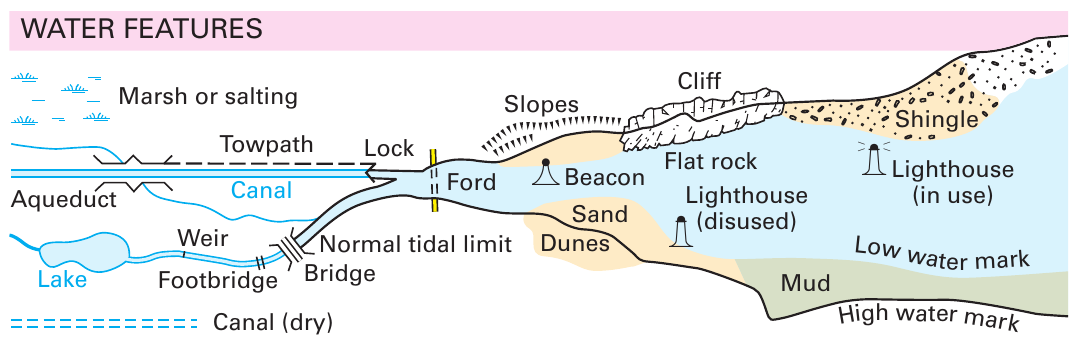 WATER FEATURES
Marsh or salting
Towpath
Lock
Slopes
Cliff
Shingle
Aqueduct
Canal
Ford
Beacon
Flat rock
Lighthouse
(in use)
Lighthouse
(disused)
Sand
Dunes
Weir
Normal tidal limit
Lake
Footbridge
Bridge
Low water mark
Mud
High water mark
Canal (dry)